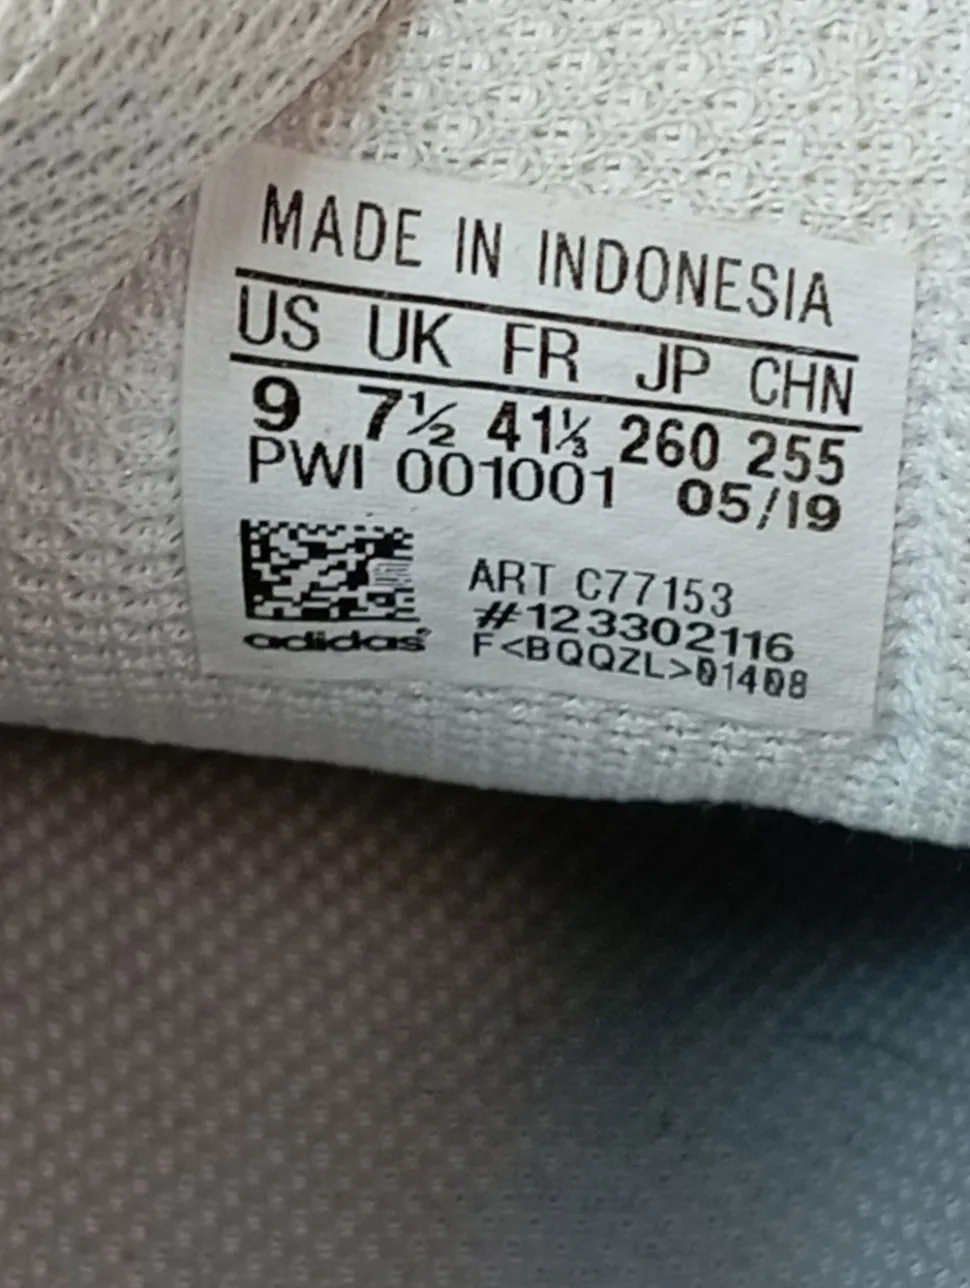 MADE IN INDONESIA
US UK FR JP CHN
9 7½ 41⅓ 260 255
PWI 001001 05/19
ART C77153
#123302116
F<BQQZL>01408
adidas